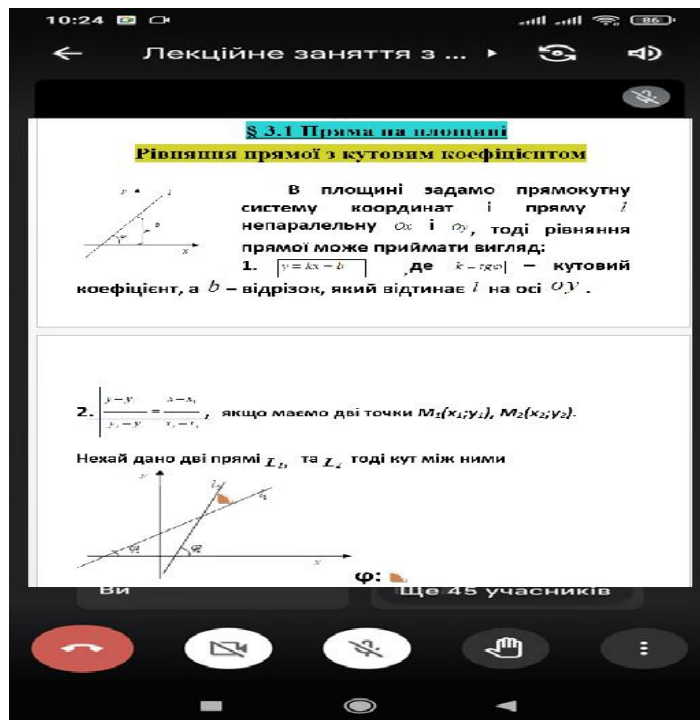 10:24
86
Лекційне заняття з ...
§ 3.1 Пряма на площині
Рівняння прямої з кутовим коефіцієнтом
В площині задамо прямокутну
систему координат і пряму l
непаралельну ox і oy, тоді рівняння
прямої може приймати вигляд:
1. y = kx + b, де k = tgφ – кутовий
коефіцієнт, а b – відрізок, який відтинає l на осі oy.
2. , якщо маємо дві точки M₁(x₁;y₁), M₂(x₂;y₂).
Нехай дано дві прямі та тоді кут між ними
y
x
φ:
Ви
Ще 45 учасників